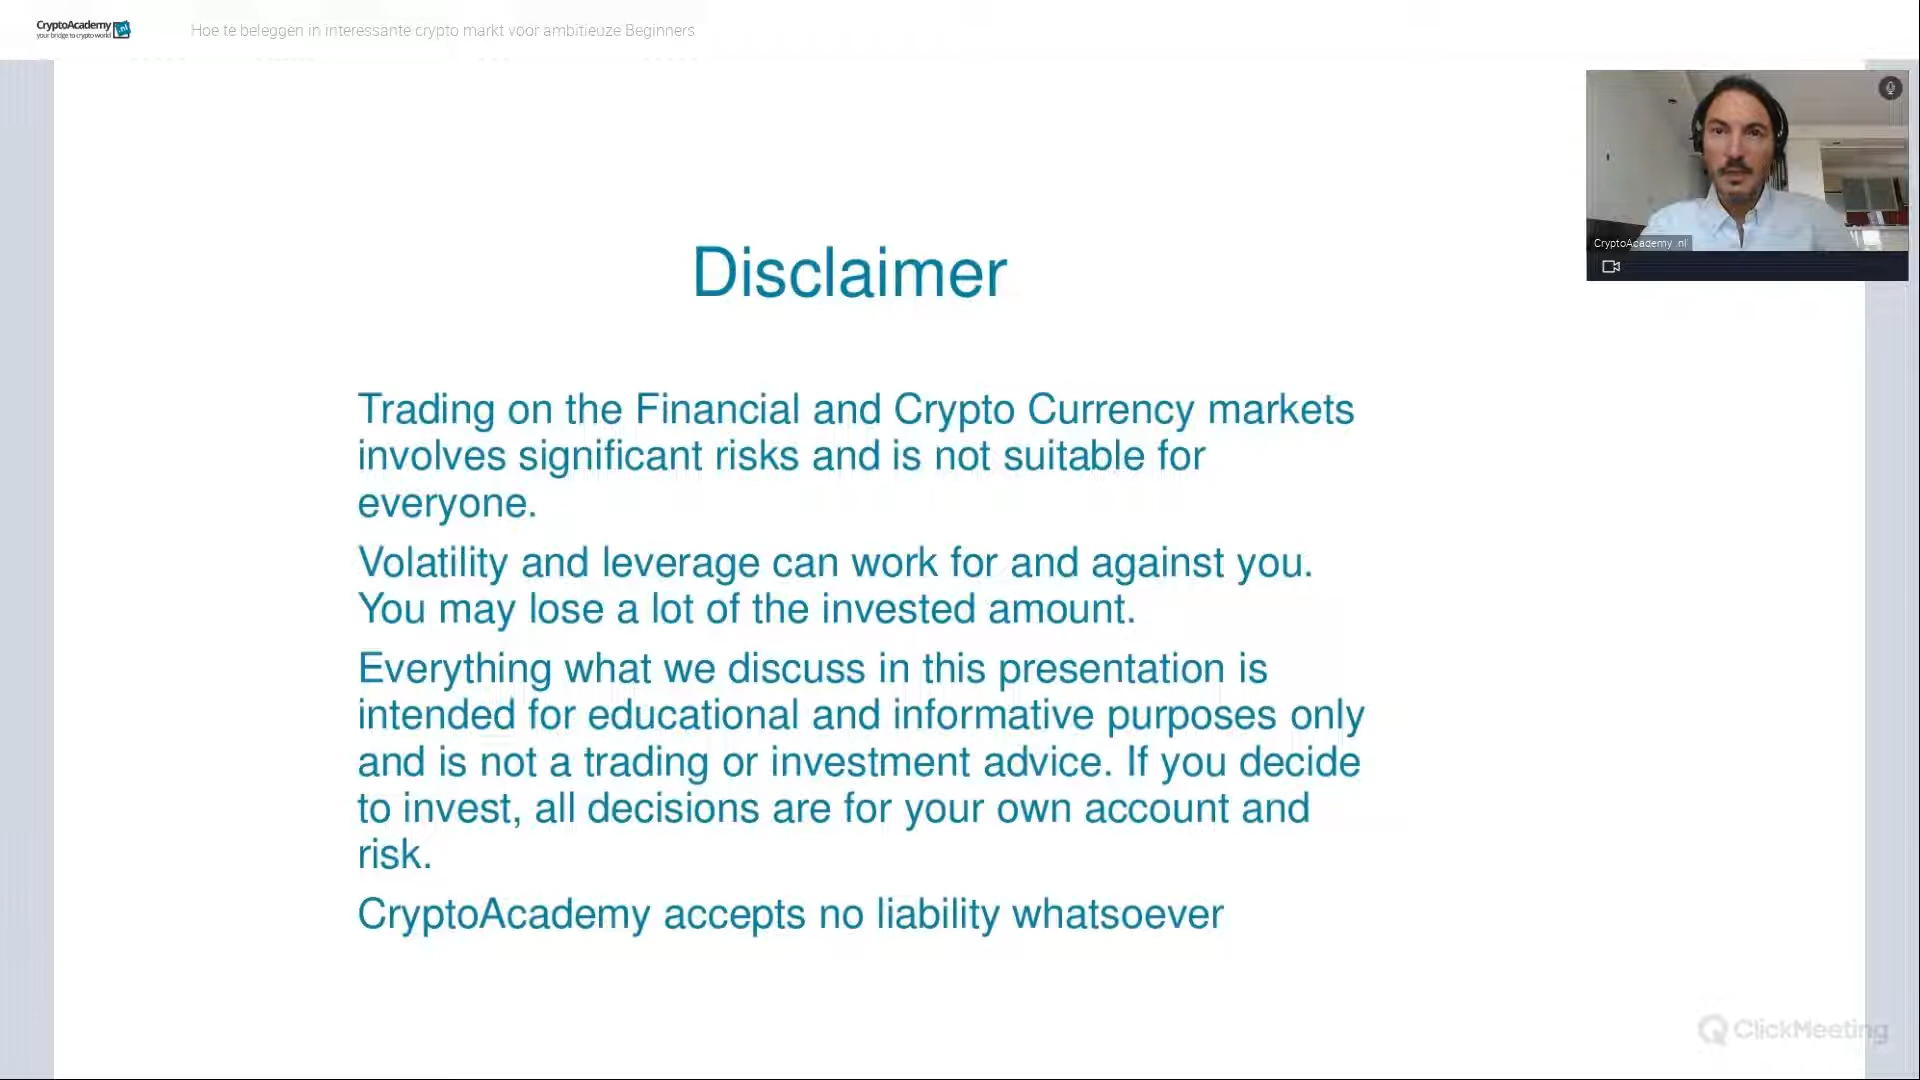 CryptoAcademy .nl
your bridge to crypto world
Hoe te beleggen in interessante crypto markt voor ambitieuze Beginners
CryptoAcademy .nl
Disclaimer
Trading on the Financial and Crypto Currency markets
involves significant risks and is not suitable for
everyone.
Volatility and leverage can work for and against you.
You may lose a lot of the invested amount.
Everything what we discuss in this presentation is
intended for educational and informative purposes only
and is not a trading or investment advice. If you decide
to invest, all decisions are for your own account and
risk.
CryptoAcademy accepts no liability whatsoever
ClickMeeting